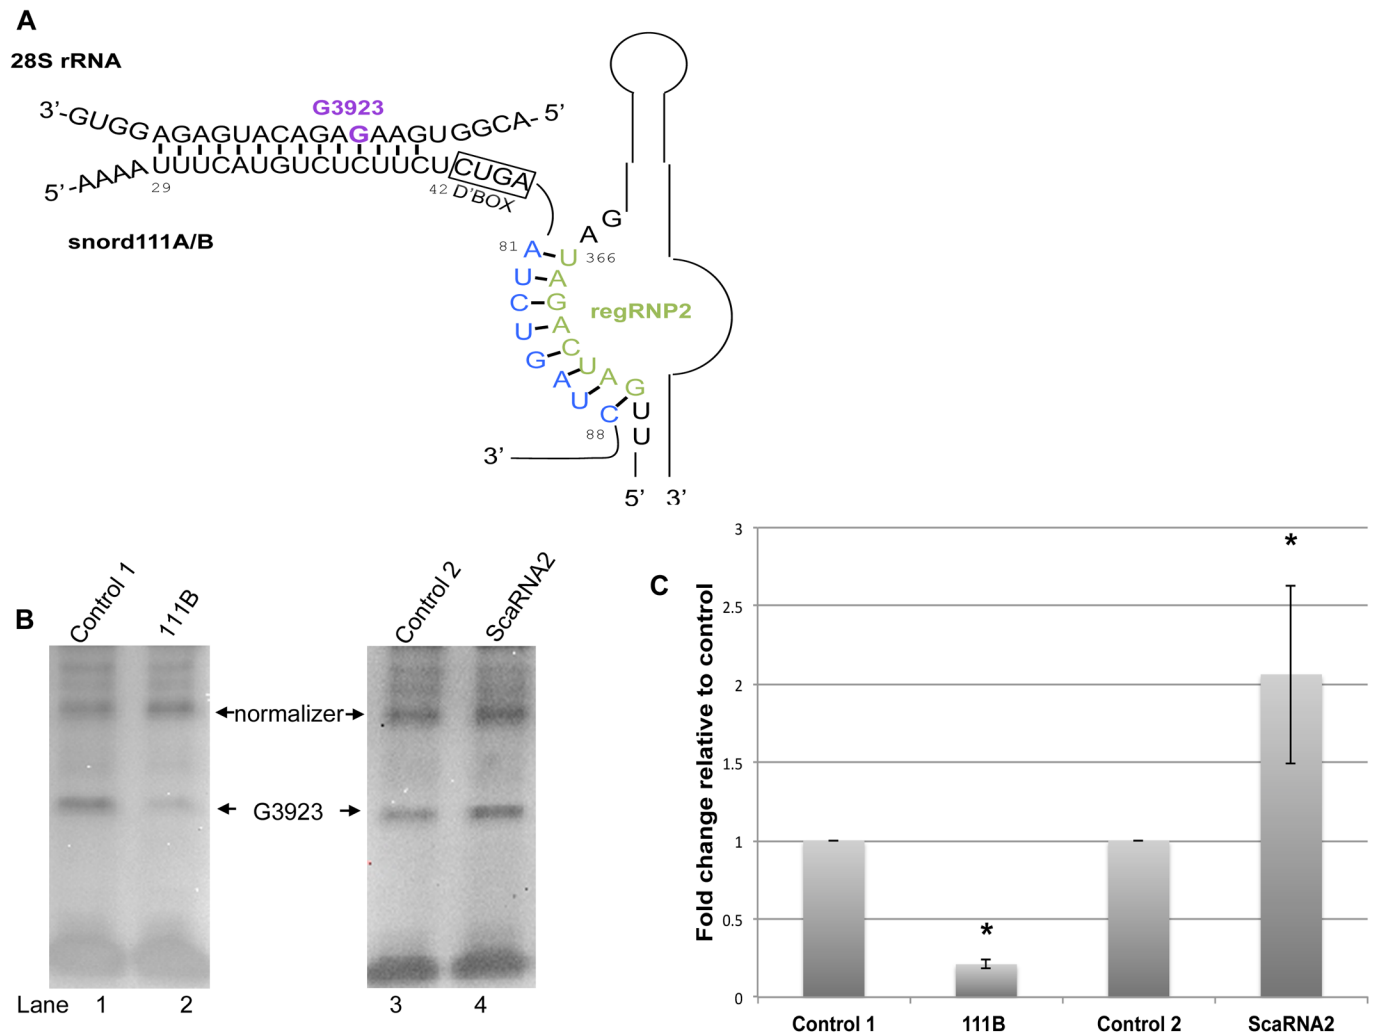 A
28S rRNA
G3923
3’-GUGGAGAGUACAGAGAAGUGGCA-5’
5’-AAAAUUUCAUGUCUCUUCUCUGA
29
42 D’BOX
snord111A/B
G
A
81 A U 366
U A
C G
regRNP2
U A
G C
A U
U A
C G
88
U
U
3’
5’ 3’
B
Control 1
111B
Control 2
ScaRNA2
normalizer
G3923
Lane 1 2 3 4
C
Fold change relative to control
3
2.5
2
1.5
1
0.5
0
*
*
Control 1 111B Control 2 ScaRNA2